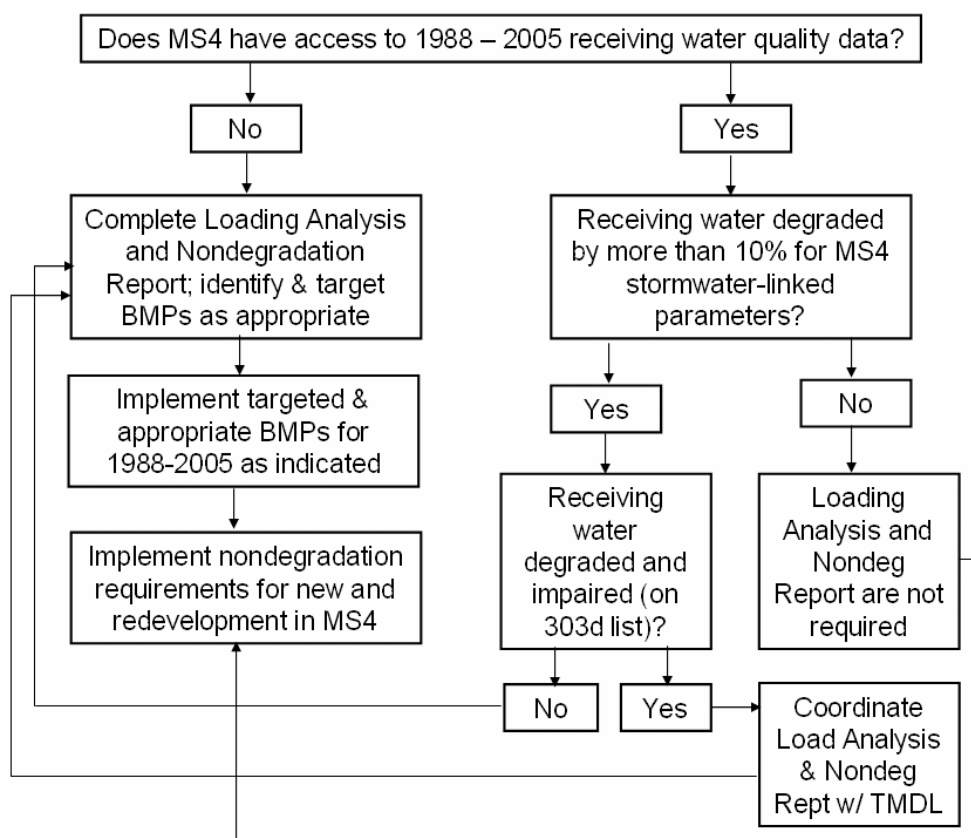 Does MS4 have access to 1988 – 2005 receiving water quality data?
No
Yes
Complete Loading Analysis
and Nondegradation
Report; identify & target
BMPs as appropriate
Receiving water degraded
by more than 10% for MS4
stormwater-linked
parameters?
Implement targeted &
appropriate BMPs for
1988-2005 as indicated
Yes
No
Implement nondegradation
requirements for new and
redevelopment in MS4
Receiving
water
degraded and
impaired (on
303d list)?
Loading
Analysis and
Nondeg
Report are not
required
No
Yes
Coordinate
Load Analysis
& Nondeg
Rept w/ TMDL